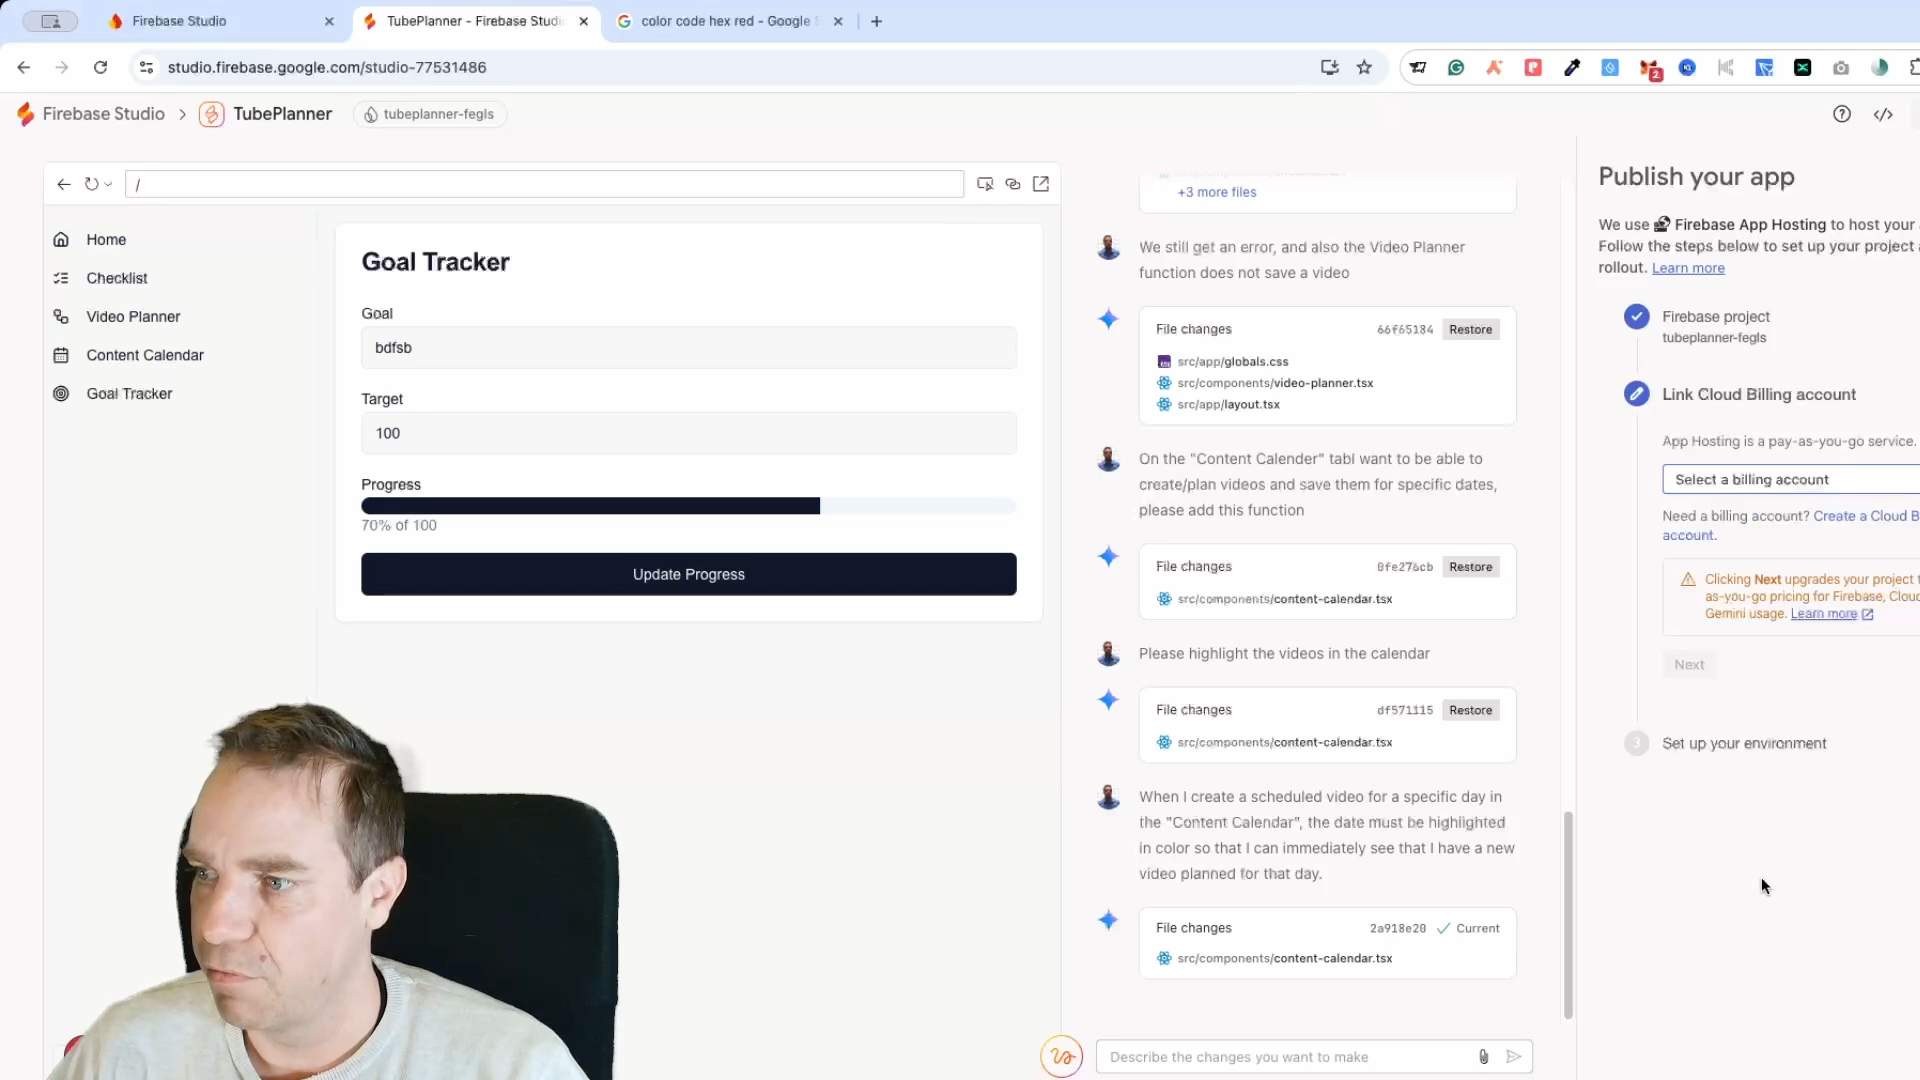 Firebase Studio
TubePlanner - Firebase Studi
color code hex red - Google S
studio.firebase.google.com/studio-77531486
2
Firebase Studio > TubePlanner tubeplanner-fegls
/
Home
Checklist
Video Planner
Content Calendar
Goal Tracker
Goal Tracker
Goal
bdfsb
Target
100
Progress
70% of 100
Update Progress
+3 more files
We still get an error, and also the Video Planner
function does not save a video
File changes 66f65184 Restore
src/app/globals.css
src/components/video-planner.tsx
src/app/layout.tsx
On the "Content Calender" tabI want to be able to
create/plan videos and save them for specific dates,
please add this function
File changes 0fe276cb Restore
src/components/content-calendar.tsx
Please highlight the videos in the calendar
File changes df571115 Restore
src/components/content-calendar.tsx
When I create a scheduled video for a specific day in
the "Content Calendar", the date must be highlighted
in color so that I can immediately see that I have a new
video planned for that day.
File changes 2a918e20 Current
src/components/content-calendar.tsx
Describe the changes you want to make
Publish your app
We use Firebase App Hosting to host your
Follow the steps below to set up your project
rollout. Learn more
Firebase project
tubeplanner-fegls
Link Cloud Billing account
App Hosting is a pay-as-you-go service.
Select a billing account
Need a billing account? Create a Cloud B
account.
Clicking Next upgrades your project t
as-you-go pricing for Firebase, Cloud
Gemini usage. Learn more
Next
3 Set up your environment